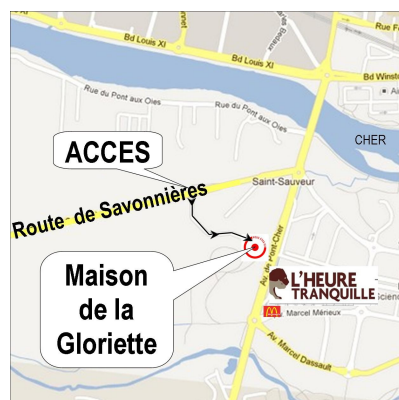 Rue F
Bd Louis XI
Bd Louis XI
Bd Winst
Rue du Pont aux Oies
Rue du Pont aux Oies
CHER
ACCES
Saint-Sauveur
Route de Savonnières
Av. de Pont-Cher
Maison
de la
Gloriette
L'HEURE
TRANQUILLE
Marcel Mérieux
Av. Marcel Dassault